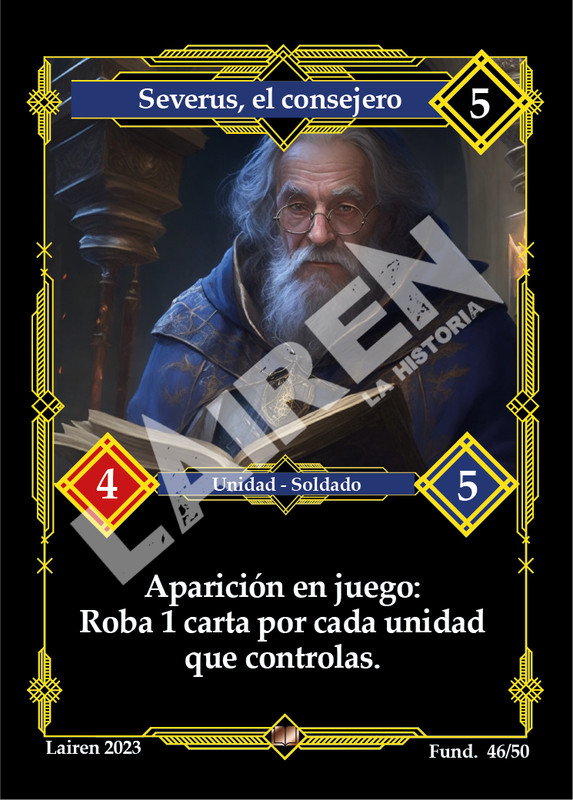 Severus, el consejero
5
LAIREN
LA HISTORIA
4
Unidad - Soldado
5
Aparición en juego:
Roba 1 carta por cada unidad
que controlas.
Lairen 2023
Fund. 46/50